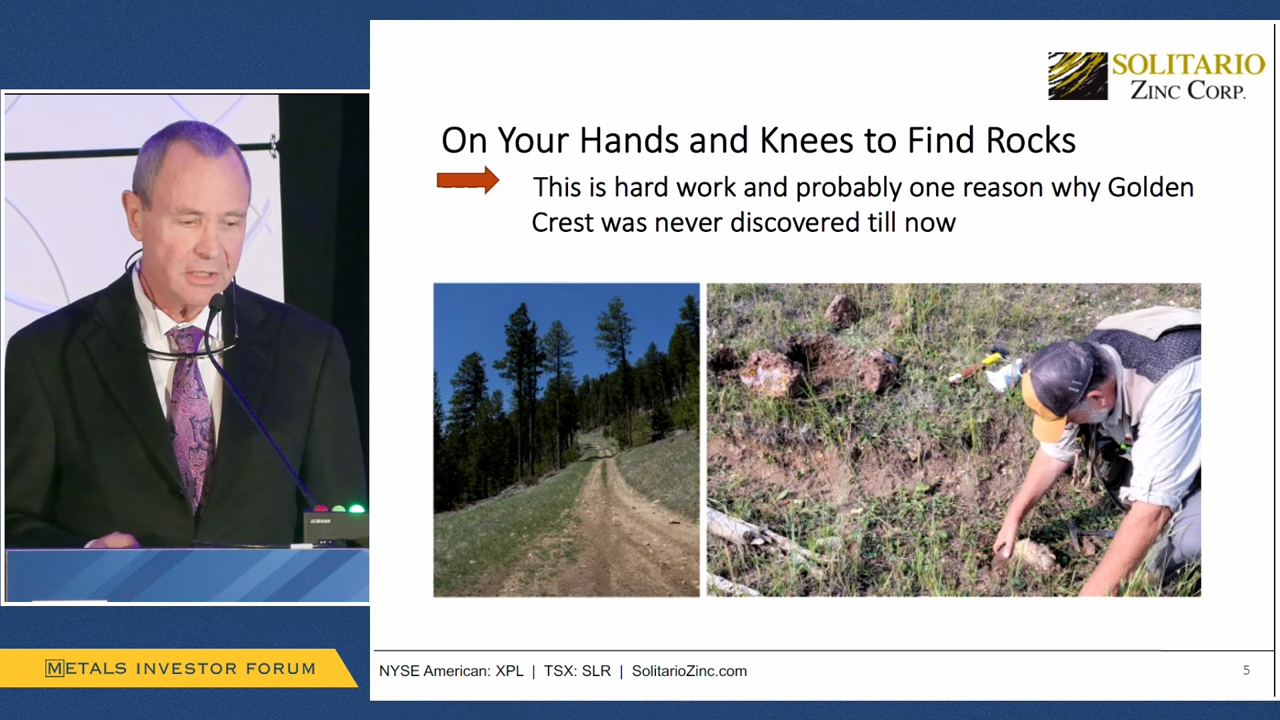 SOLITARIO
ZINC CORP.
On Your Hands and Knees to Find Rocks
This is hard work and probably one reason why Golden
Crest was never discovered till now
METALS INVESTOR FORUM
NYSE American: XPL | TSX: SLR | SolitarioZinc.com
5